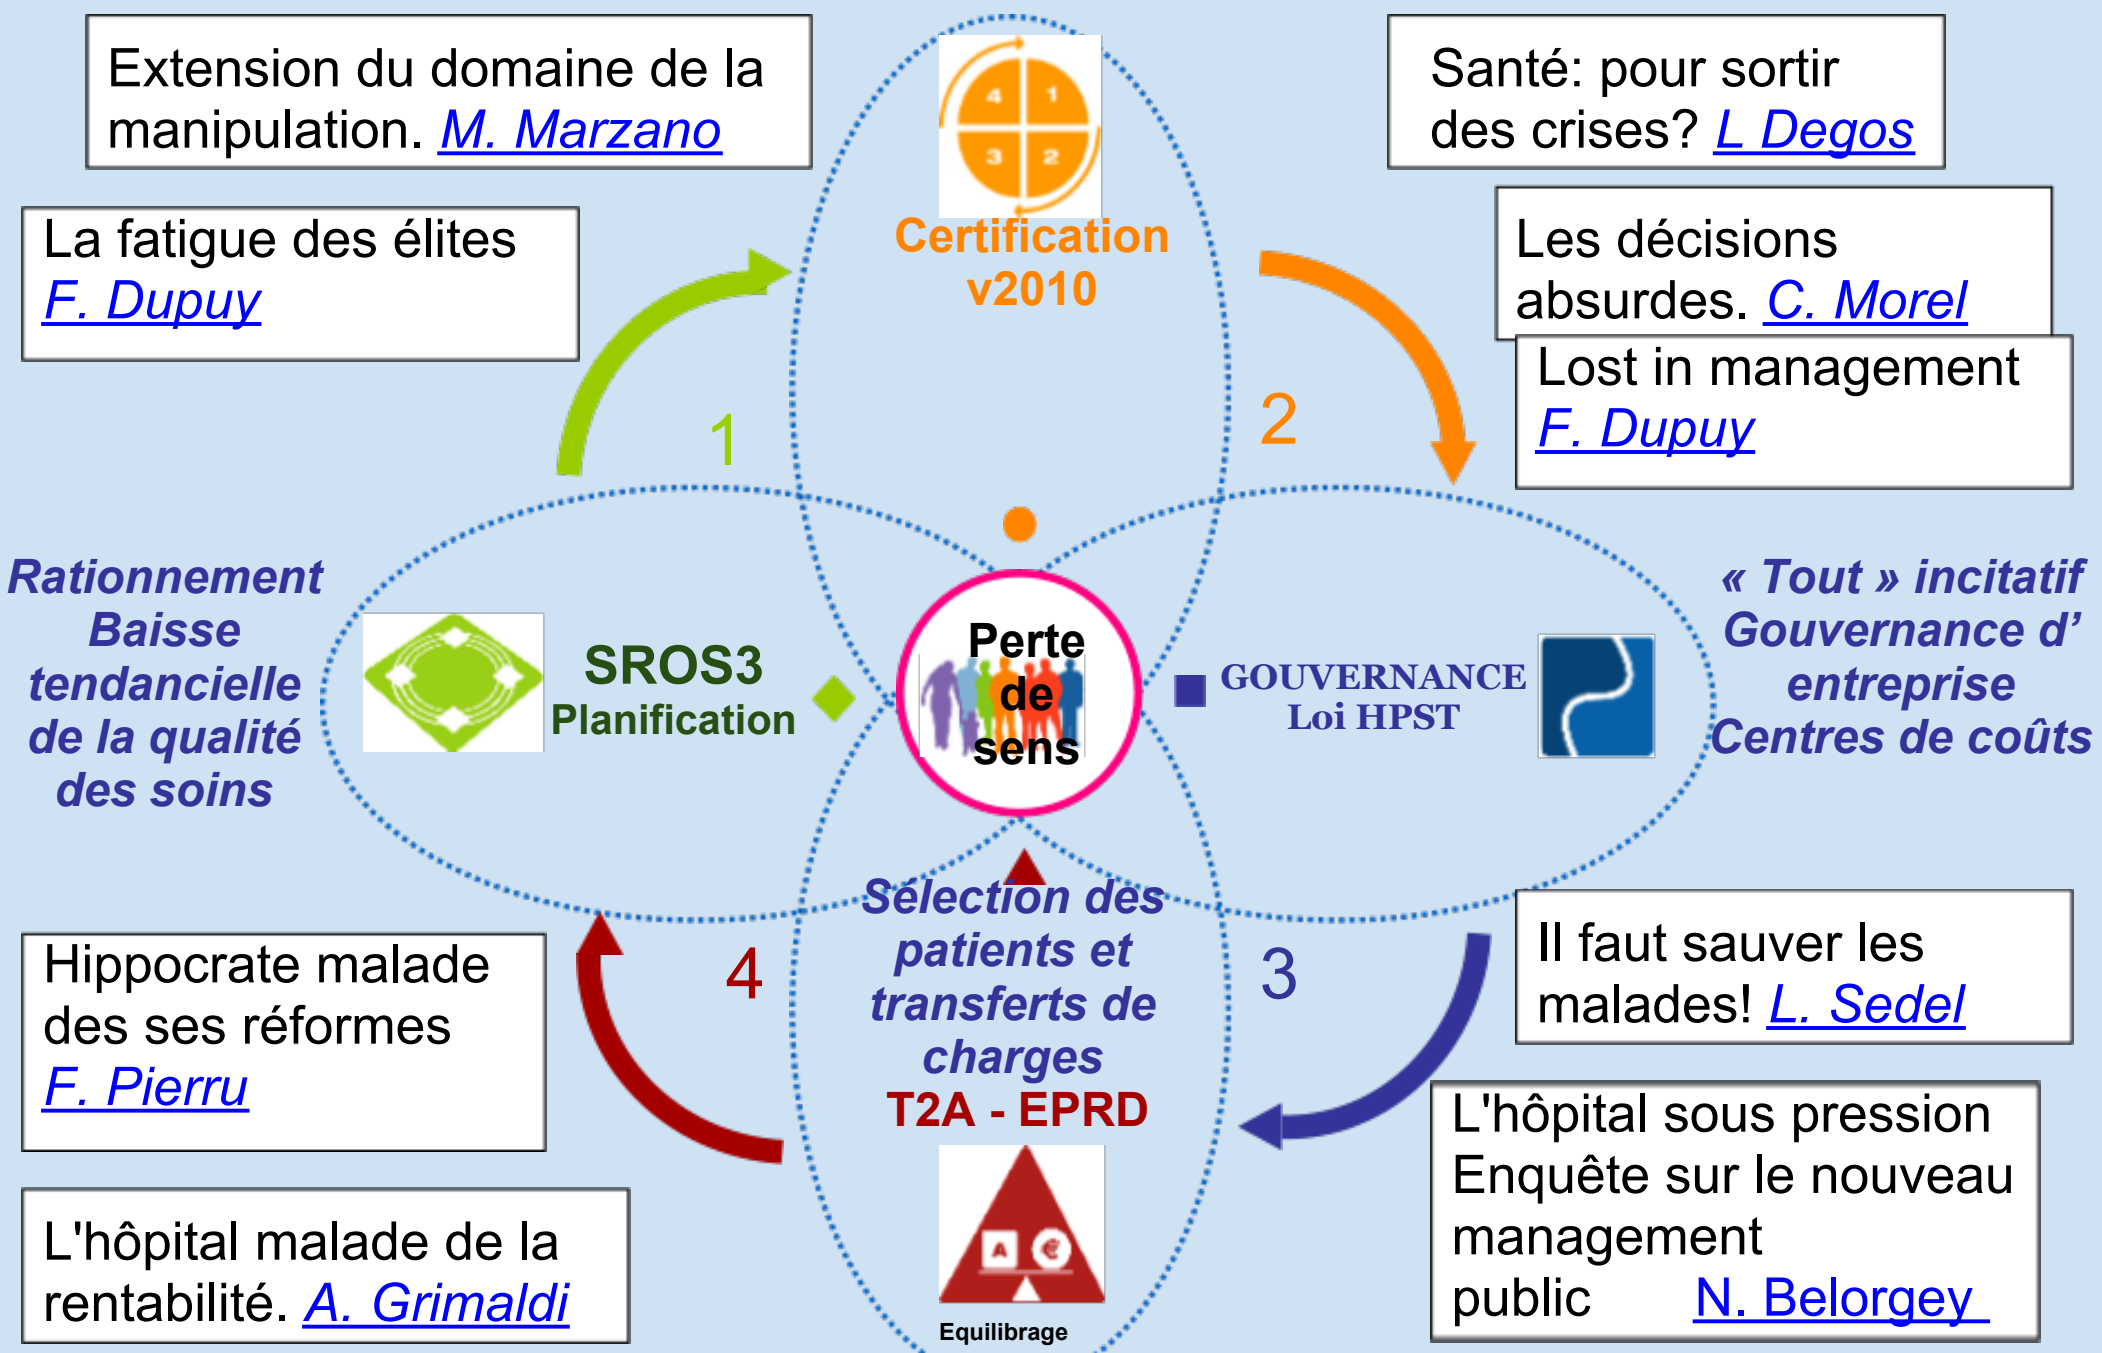 Extension du domaine de la
manipulation. M. Marzano
La fatigue des élites
F. Dupuy
4 1
3 2
Certification
v2010
Santé: pour sortir
des crises? L Degos
Les décisions
absurdes. C. Morel
Lost in management
F. Dupuy
1
2
Rationnement
Baisse
tendancielle
de la qualité
des soins
SROS3
Planification
Perte
de
sens
GOUVERNANCE
Loi HPST
« Tout » incitatif
Gouvernance d’
entreprise
Centres de coûts
4
3
Sélection des
patients et
transferts de
charges
T2A - EPRD
A €
Equilibrage
Hippocrate malade
des ses réformes
F. Pierru
L'hôpital malade de la
rentabilité. A. Grimaldi
Il faut sauver les
malades! L. Sedel
L'hôpital sous pression
Enquête sur le nouveau
management
public N. Belorgey